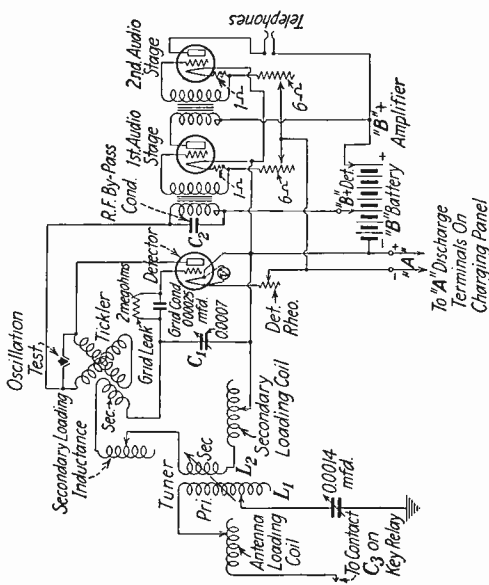 Oscillation
Test,
Secondary Loading
Inductance
Tickler
Sec.
Tuner
Pri.
Sec
L1
L2
Antenna
Loading
Coil
Secondary
Loading Coil
To Contact
C3 on
Key Relay
0.0014
mfd.
2 megohms
Grid Leak
Grid Cond.
0.00025
mfd.
C1
0.0007
Detector
Det.
Rheo.
R.F. By-Pass
Cond.
C2
1st Audio
Stage
2nd Audio
Stage
1-Ω
1-Ω
6-Ω
6-Ω
Telephones
"B"+Det.
"B" Battery
- +
"B"+
Amplifier
- "A" +
To "A" Discharge
Terminals On
Charging Panel